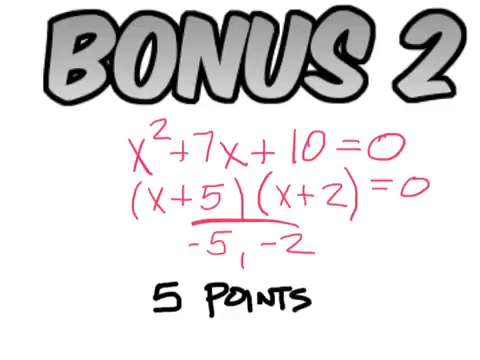 BONUS 2
x²+7x+10=0
(x+5)(x+2)=0
-5,-2
5 POINTS